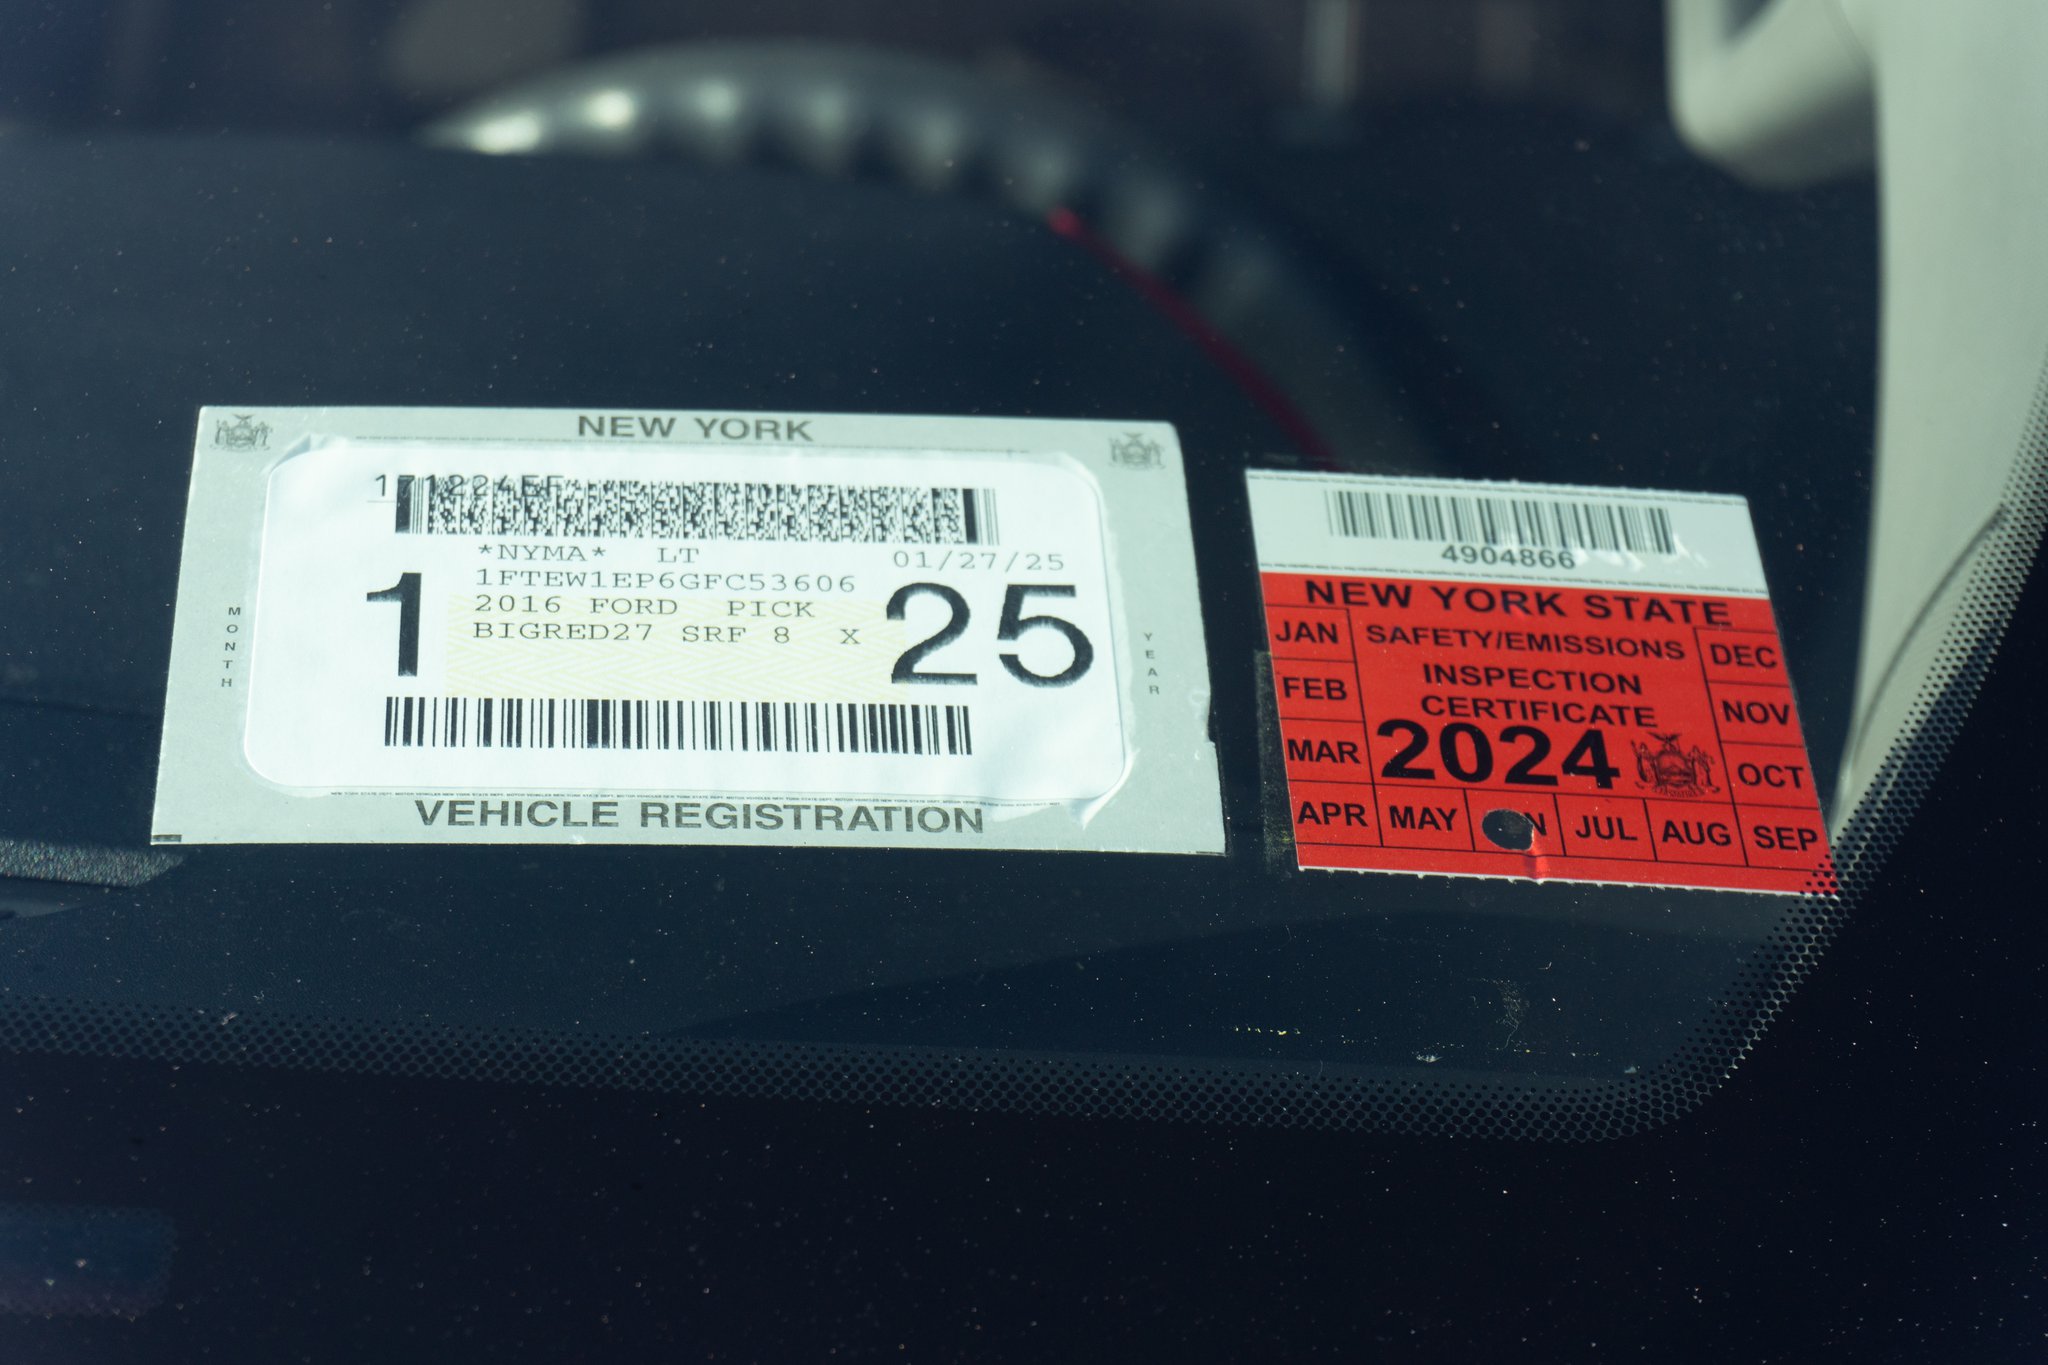 NEW YORK
171224EF
*NYMA* LT 01/27/25
1FTEW1EP6GFC53606
2016 FORD PICK
BIGRED27 SRF 8 X
1 25
MONTH
YEAR
VEHICLE REGISTRATION
4904866
NEW YORK STATE
SAFETY/EMISSIONS
INSPECTION
CERTIFICATE
2024
JAN
FEB
MAR
APR
MAY
JUL
AUG
SEP
OCT
NOV
DEC